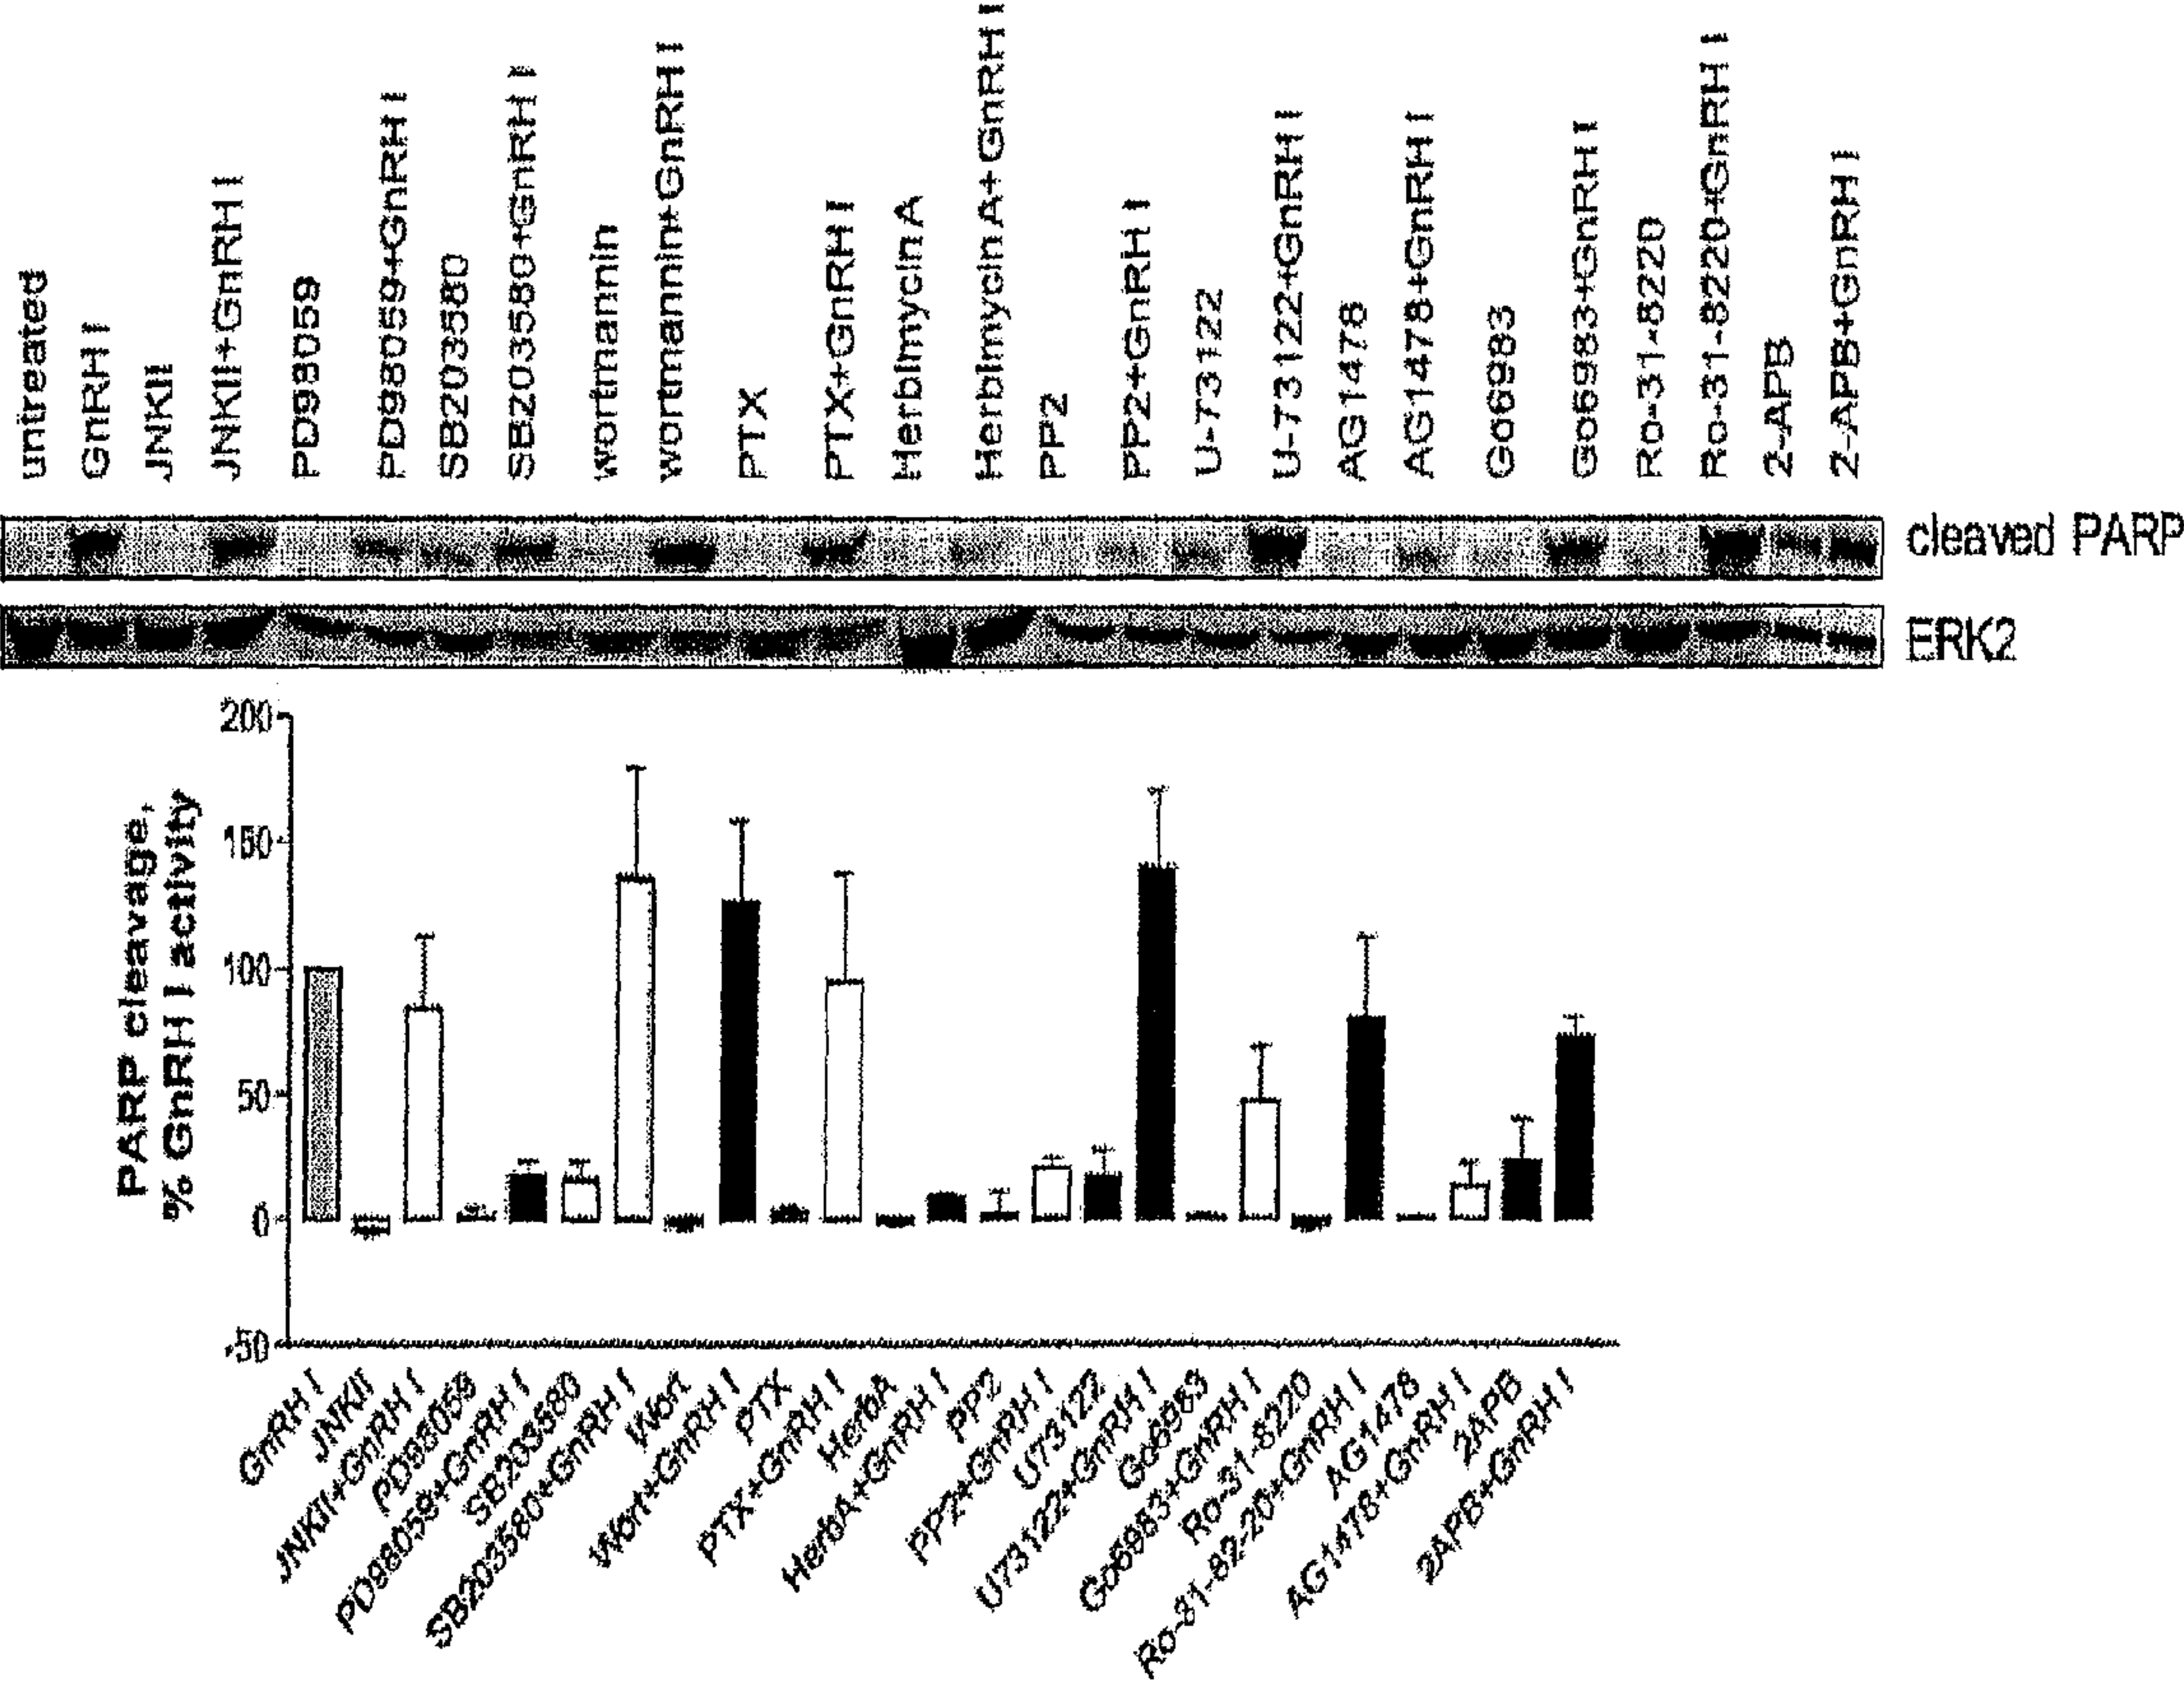 untreated
GnRH I
JNKII
JNKII+GnRH I
PD98059
PD98059+GnRH I
SB203580
SB203580+GnRH I
wortmannin
wortmannin+GnRH I
PTX
PTX+GnRH I
Herbimycin A
Herbimycin A+GnRH I
PP2
PP2+GnRH I
U-73122
U-73122+GnRH I
AG1478
AG1478+GnRH I
Go6983
Go6983+GnRH I
Ro-31-8220
Ro-31-8220+GnRH I
2-APB
2-APB+GnRH I
cleaved PARP
ERK2
PARP cleavage,
% GnRH I activity
200
150
100
50
0
-50
GnRH I
JNKII
JNKII+GnRH I
PD98059
PD98059+GnRH I
SB203580
SB203580+GnRH I
Wort
Wort+GnRH I
PTX
PTX+GnRH I
HerbA
HerbA+GnRH I
PP2
PP2+GnRH I
U73122
U73122+GnRH I
Go6983
Go6983+GnRH I
Ro-31-8220
Ro-31-82-20+GnRH I
AG1478
AG1478+GnRH I
2APB
2APB+GnRH I